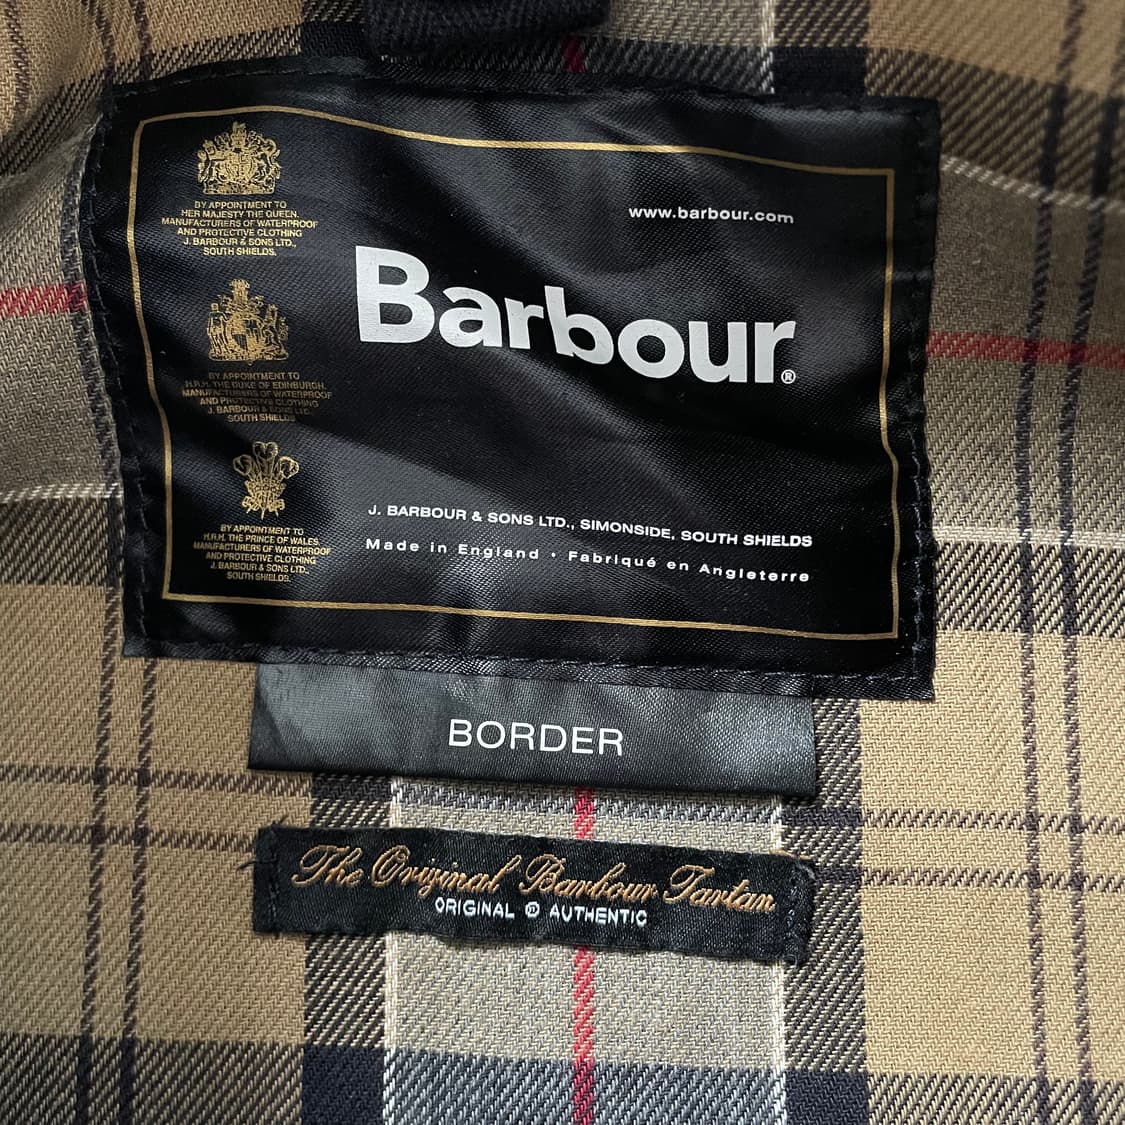 BY APPOINTMENT TO
HER MAJESTY THE QUEEN.
MANUFACTURERS OF WATERPROOF
AND PROTECTIVE CLOTHING
J. BARBOUR & SONS LTD.,
SOUTH SHIELDS.
BY APPOINTMENT TO
H.R.H. THE DUKE OF EDINBURGH.
MANUFACTURERS OF WATERPROOF
AND PROTECTIVE CLOTHING
J. BARBOUR & SONS LTD.
SOUTH SHIELDS
BY APPOINTMENT TO
H.R.H. THE PRINCE OF WALES.
MANUFACTURERS OF WATERPROOF
AND PROTECTIVE CLOTHING
J. BARBOUR & SONS LTD.
SOUTH SHIELDS.
www.barbour.com
Barbour®
J. BARBOUR & SONS LTD., SIMONSIDE, SOUTH SHIELDS
Made in England • Fabriqué en Angleterre
BORDER
The Original Barbour Tartan
ORIGINAL AUTHENTIC